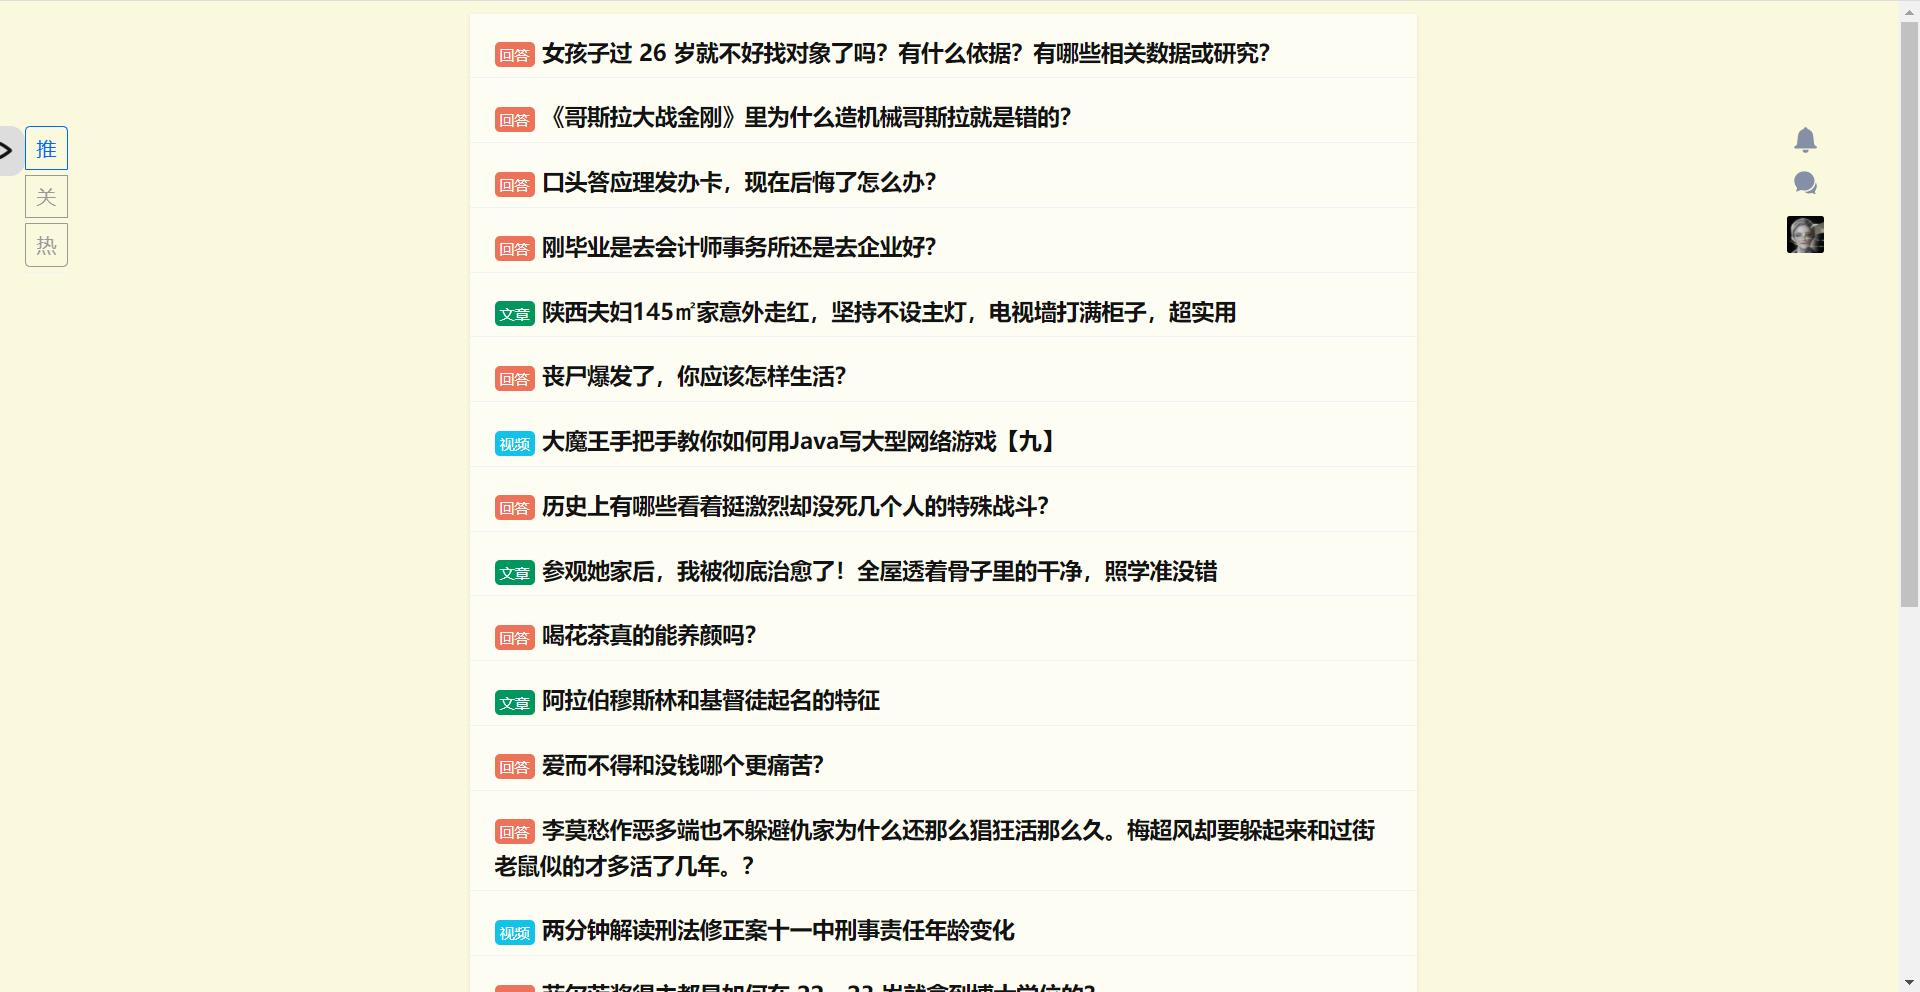 回答 女孩子过 26 岁就不好找对象了吗？有什么依据？有哪些相关数据或研究？
回答 《哥斯拉大战金刚》里为什么造机械哥斯拉就是错的？
推
关
热
回答 口头答应理发办卡，现在后悔了怎么办？
回答 刚毕业是去会计师事务所还是去企业好？
文章 陕西夫妇145㎡家意外走红，坚持不设主灯，电视墙打满柜子，超实用
回答 丧尸爆发了，你应该怎样生活？
视频 大魔王手把手教你如何用Java写大型网络游戏【九】
回答 历史上有哪些看着挺激烈却没死几个人的特殊战斗？
文章 参观她家后，我被彻底治愈了！全屋透着骨子里的干净，照学准没错
回答 喝花茶真的能养颜吗？
文章 阿拉伯穆斯林和基督徒起名的特征
回答 爱而不得和没钱哪个更痛苦？
回答 李莫愁作恶多端也不躲避仇家为什么还那么猖狂活那么久。梅超风却要躲起来和过街
老鼠似的才多活了几年。？
视频 两分钟解读刑法修正案十一中刑事责任年龄变化